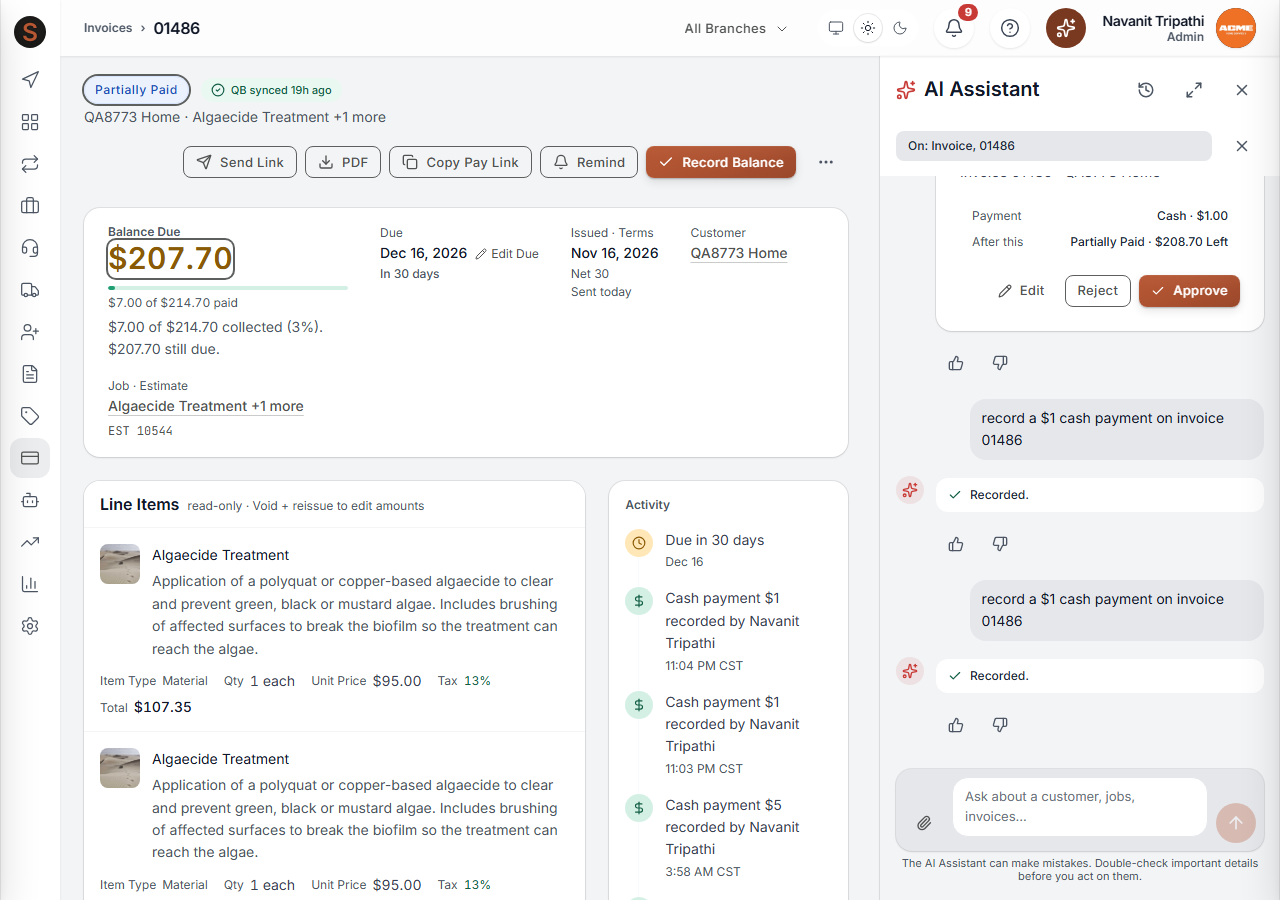 S
Invoices › 01486
All Branches
9
Navanit Tripathi
Admin
ACME
Partially Paid
QB synced 19h ago
QA8773 Home · Algaecide Treatment +1 more
Send Link
PDF
Copy Pay Link
Remind
Record Balance
Balance Due
$207.70
$7.00 of $214.70 paid
$7.00 of $214.70 collected (3%).
$207.70 still due.
Due
Dec 16, 2026
Edit Due
In 30 days
Issued · Terms
Nov 16, 2026
Net 30
Sent today
Customer
QA8773 Home
Job · Estimate
Algaecide Treatment +1 more
EST 10544
Line Items read-only · Void + reissue to edit amounts
Algaecide Treatment
Application of a polyquat or copper-based algaecide to clear
and prevent green, black or mustard algae. Includes brushing
of affected surfaces to break the biofilm so the treatment can
reach the algae.
Item Type Material Qty 1 each Unit Price $95.00 Tax 13%
Total $107.35
Algaecide Treatment
Application of a polyquat or copper-based algaecide to clear
and prevent green, black or mustard algae. Includes brushing
of affected surfaces to break the biofilm so the treatment can
reach the algae.
Item Type Material Qty 1 each Unit Price $95.00 Tax 13%
Activity
Due in 30 days
Dec 16
Cash payment $1
recorded by Navanit
Tripathi
11:04 PM CST
Cash payment $1
recorded by Navanit
Tripathi
11:03 PM CST
Cash payment $5
recorded by Navanit
Tripathi
3:58 AM CST
AI Assistant
On: Invoice, 01486
Payment Cash · $1.00
After this Partially Paid · $208.70 Left
Edit
Reject
Approve
record a $1 cash payment on invoice
01486
Recorded.
record a $1 cash payment on invoice
01486
Recorded.
Ask about a customer, jobs,
invoices...
The AI Assistant can make mistakes. Double-check important details
before you act on them.